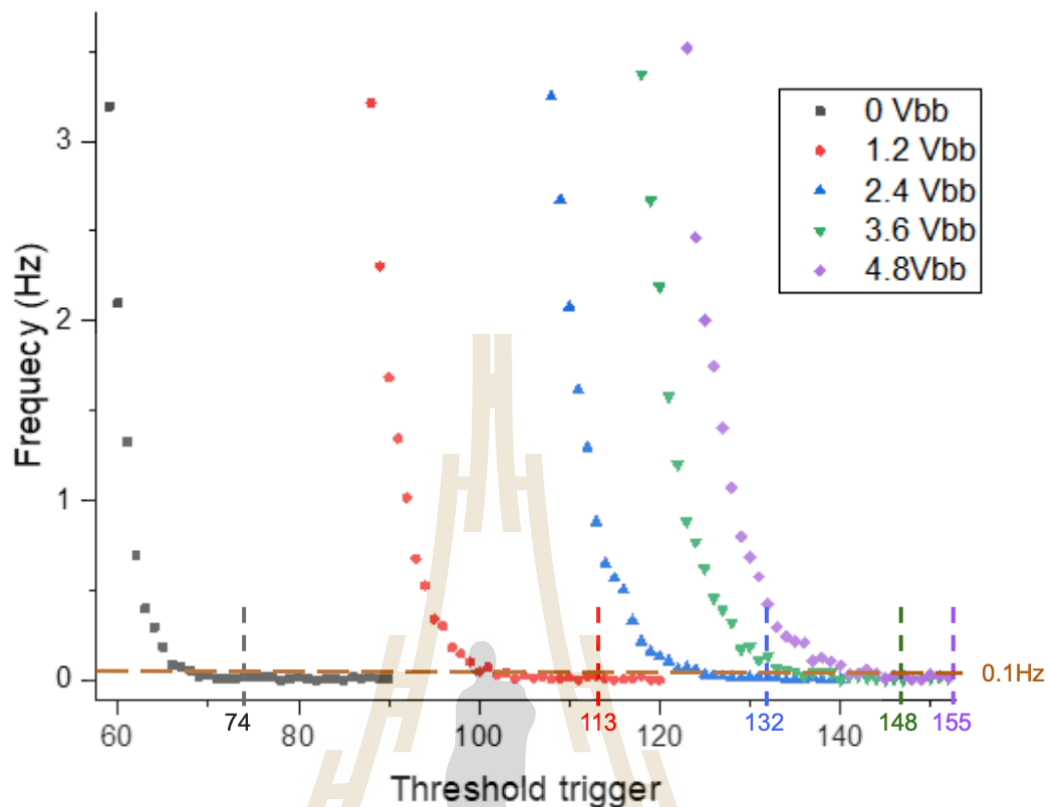 0 Vbb
1.2 Vbb
2.4 Vbb
3.6 Vbb
4.8Vbb
Frequecy (Hz)
3
2
1
0
0.1Hz
74
113
132
148
155
60
80
100
120
140
Threshold trigger